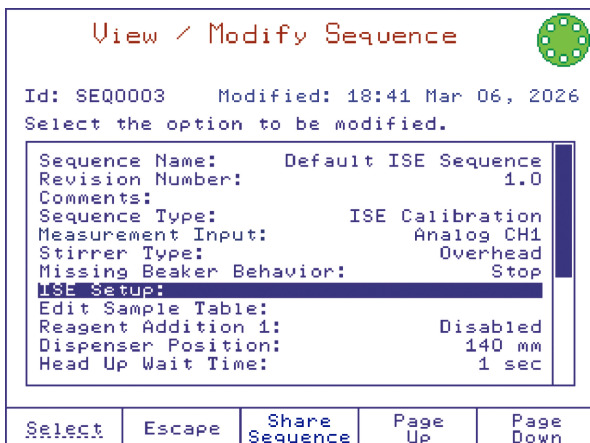 View / Modify Sequence
Id: SEQ0003 Modified: 18:41 Mar 06, 2026
Select the option to be modified.
Sequence Name: Default ISE Sequence
Revision Number: 1.0
Comments:
Sequence Type: ISE Calibration
Measurement Input: Analog CH1
Stirrer Type: Overhead
Missing Beaker Behavior: Stop
ISE Setup:
Edit Sample Table:
Reagent Addition 1: Disabled
Dispenser Position: 140 mm
Head Up Wait Time: 1 sec
Select Escape Share Sequence Page Up Page Down